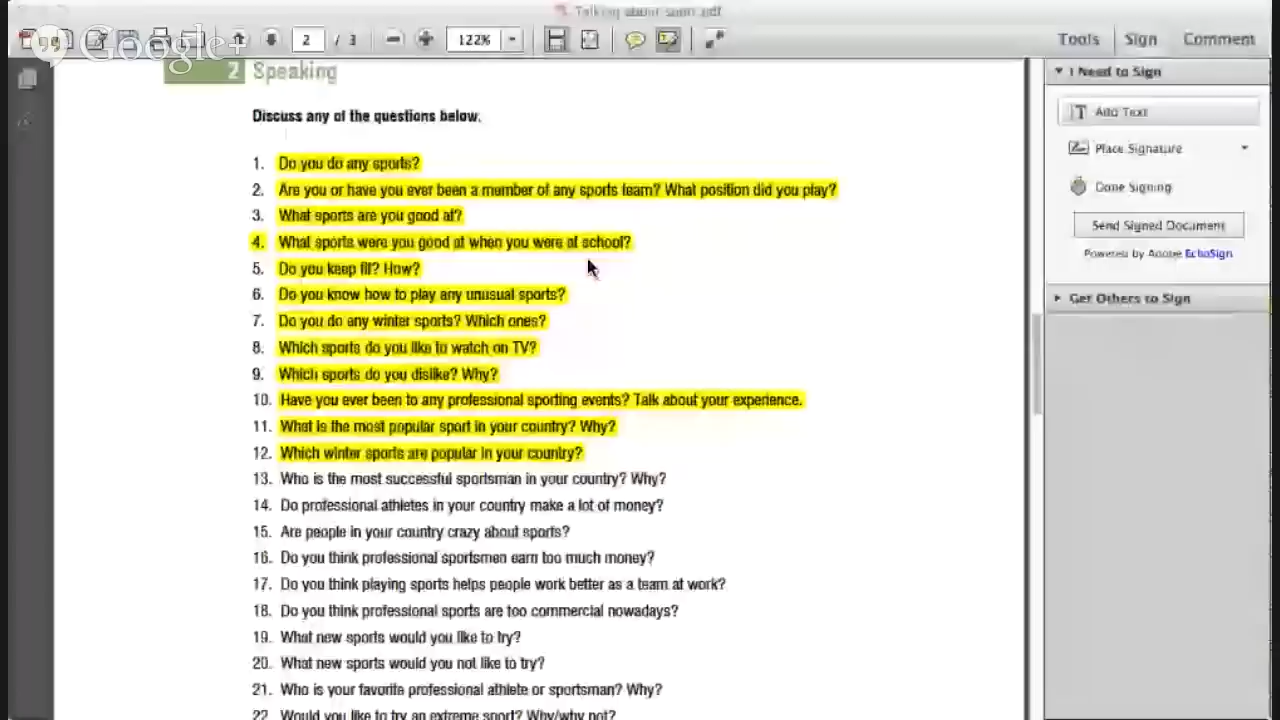 Talking about sport.pdf
Google+
2 / 3
122%
Tools
Sign
Comment
2 Speaking
I Need to Sign
Discuss any of the questions below.
Add Text
Place Signature
Done Signing
Send Signed Document
Powered by Adobe EchoSign
Get Others to Sign
1. Do you do any sports?
2. Are you or have you ever been a member of any sports team? What position did you play?
3. What sports are you good at?
4. What sports were you good at when you were at school?
5. Do you keep fit? How?
6. Do you know how to play any unusual sports?
7. Do you do any winter sports? Which ones?
8. Which sports do you like to watch on TV?
9. Which sports do you dislike? Why?
10. Have you ever been to any professional sporting events? Talk about your experience.
11. What is the most popular sport in your country? Why?
12. Which winter sports are popular in your country?
13. Who is the most successful sportsman in your country? Why?
14. Do professional athletes in your country make a lot of money?
15. Are people in your country crazy about sports?
16. Do you think professional sportsmen earn too much money?
17. Do you think playing sports helps people work better as a team at work?
18. Do you think professional sports are too commercial nowadays?
19. What new sports would you like to try?
20. What new sports would you not like to try?
21. Who is your favorite professional athlete or sportsman? Why?
22. Would you like to try an extreme sport? Why/why not?